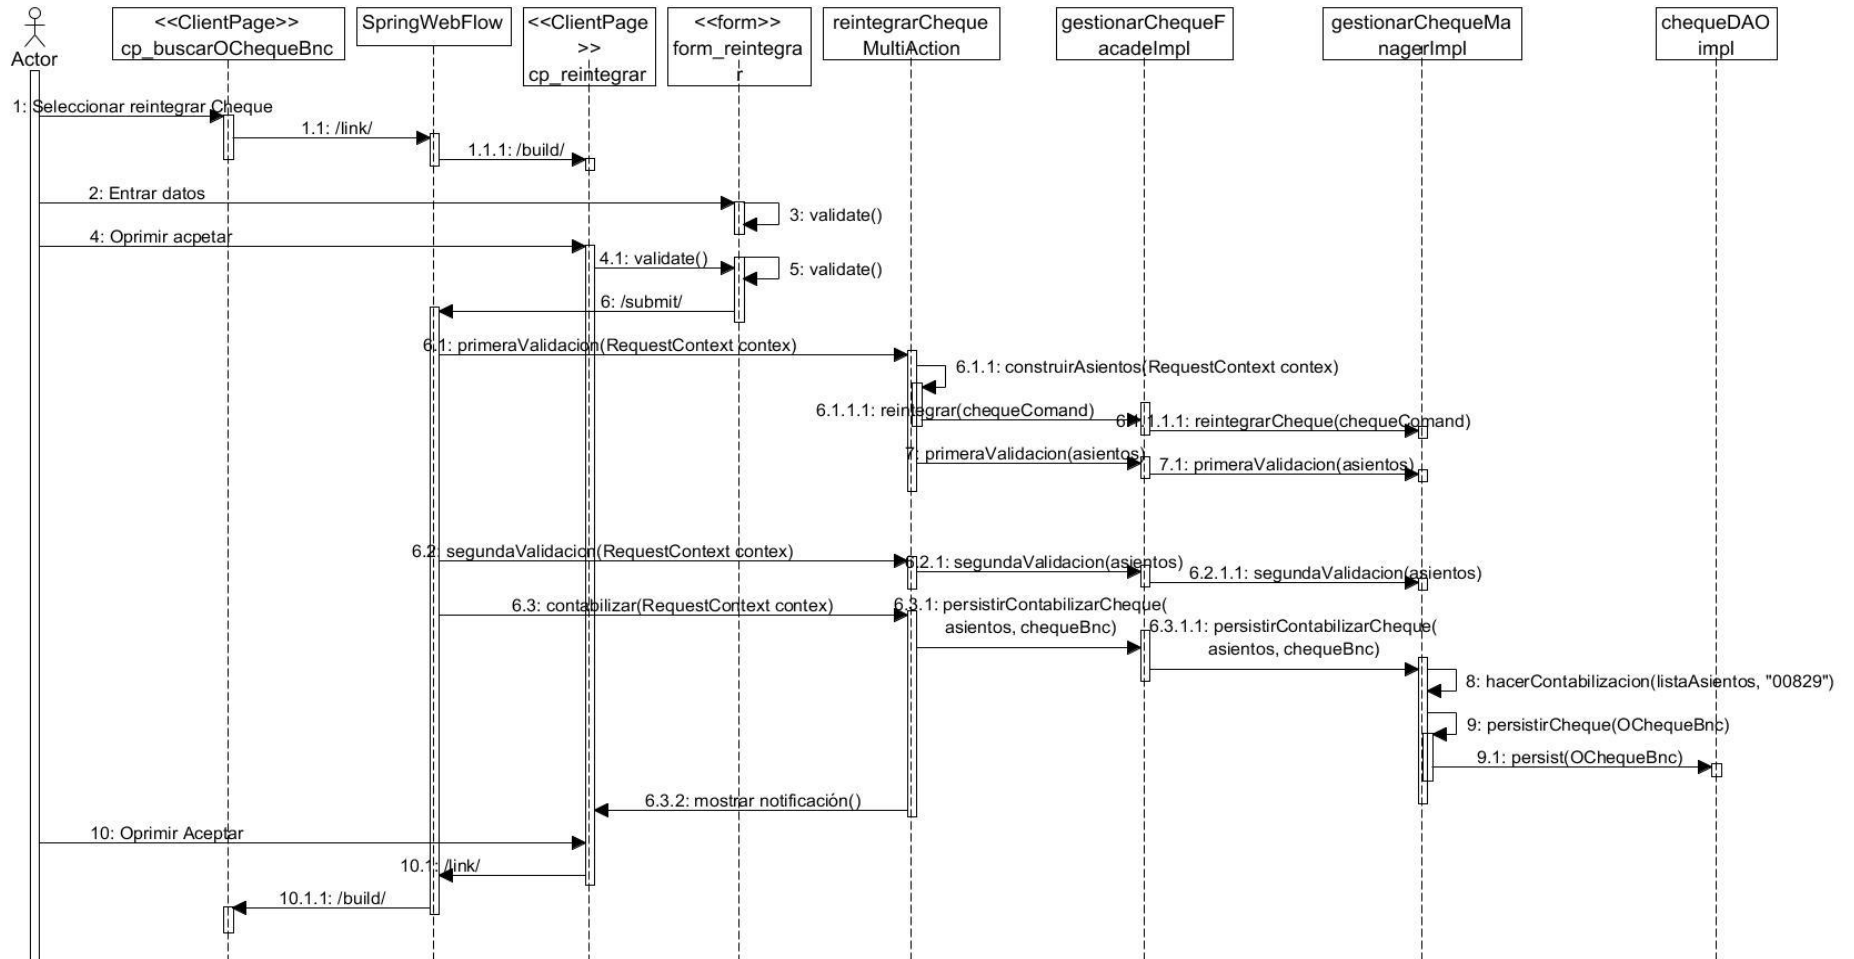 Actor
<<ClientPage>>
cp_buscarOChequeBnc
SpringWebFlow
<<ClientPage
>>
cp_reintegrar
<<form>>
form_reintegra
r
reintegrarCheque
MultiAction
gestionarChequeF
acadeImpl
gestionarChequeMa
nagerImpl
chequeDAO
impl
1: Seleccionar reintegrar Cheque
1.1: /link/
1.1.1: /build/
2: Entrar datos
3: validate()
4: Oprimir acpetar
4.1: validate()
5: validate()
6: /submit/
6.1: primeraValidacion(RequestContext contex)
6.1.1: construirAsientos(RequestContext contex)
6.1.1.1: reintegrar(chequeComand)
6.1.1.1.1: reintegrarCheque(chequeComand)
7: primeraValidacion(asientos)
7.1: primeraValidacion(asientos)
6.2: segundaValidacion(RequestContext contex)
6.2.1: segundaValidacion(asientos)
6.2.1.1: segundaValidacion(asientos)
6.3: contabilizar(RequestContext contex)
6.3.1: persistirContabilizarCheque(
asientos, chequeBnc)
6.3.1.1: persistirContabilizarCheque(
asientos, chequeBnc)
8: hacerContabilizacion(listaAsientos, "00829")
9: persistirCheque(OChequeBnc)
9.1: persist(OChequeBnc)
6.3.2: mostrar notificación()
10: Oprimir Aceptar
10.1: /link/
10.1.1: /build/